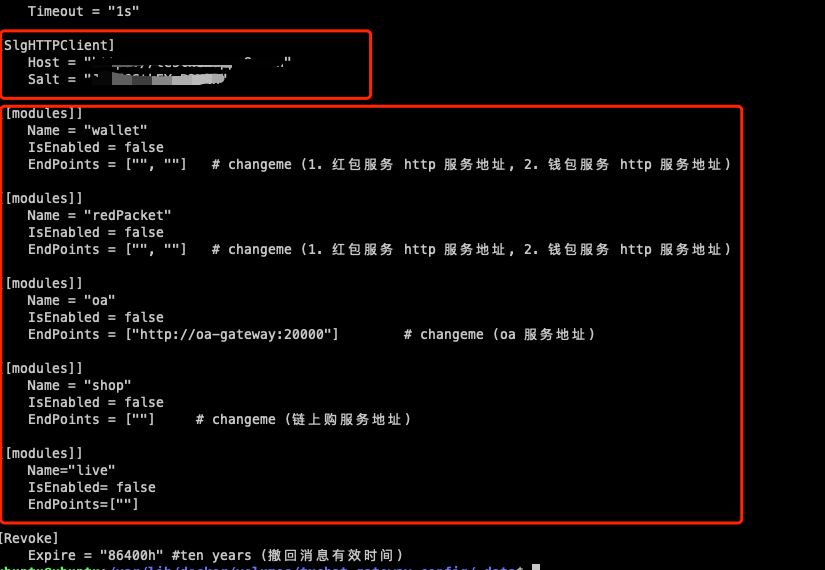 Timeout = "1s"
[SlgHTTPClient]
Host = "
Salt = "
[[modules]]
Name = "wallet"
IsEnabled = false
EndPoints = ["", ""] # changeme (1. 红包服务 http 服务地址, 2. 钱包服务 http 服务地址)
[[modules]]
Name = "redPacket"
IsEnabled = false
EndPoints = ["", ""] # changeme (1. 红包服务 http 服务地址, 2. 钱包服务 http 服务地址)
[[modules]]
Name = "oa"
IsEnabled = false
EndPoints = ["http://oa-gateway:20000"] # changeme (oa 服务地址)
[[modules]]
Name = "shop"
IsEnabled = false
EndPoints = [""] # changeme (链上购服务地址)
[[modules]]
Name="live"
IsEnabled= false
EndPoints=[""]
[Revoke]
Expire = "86400h" #ten years (撤回消息有效时间)